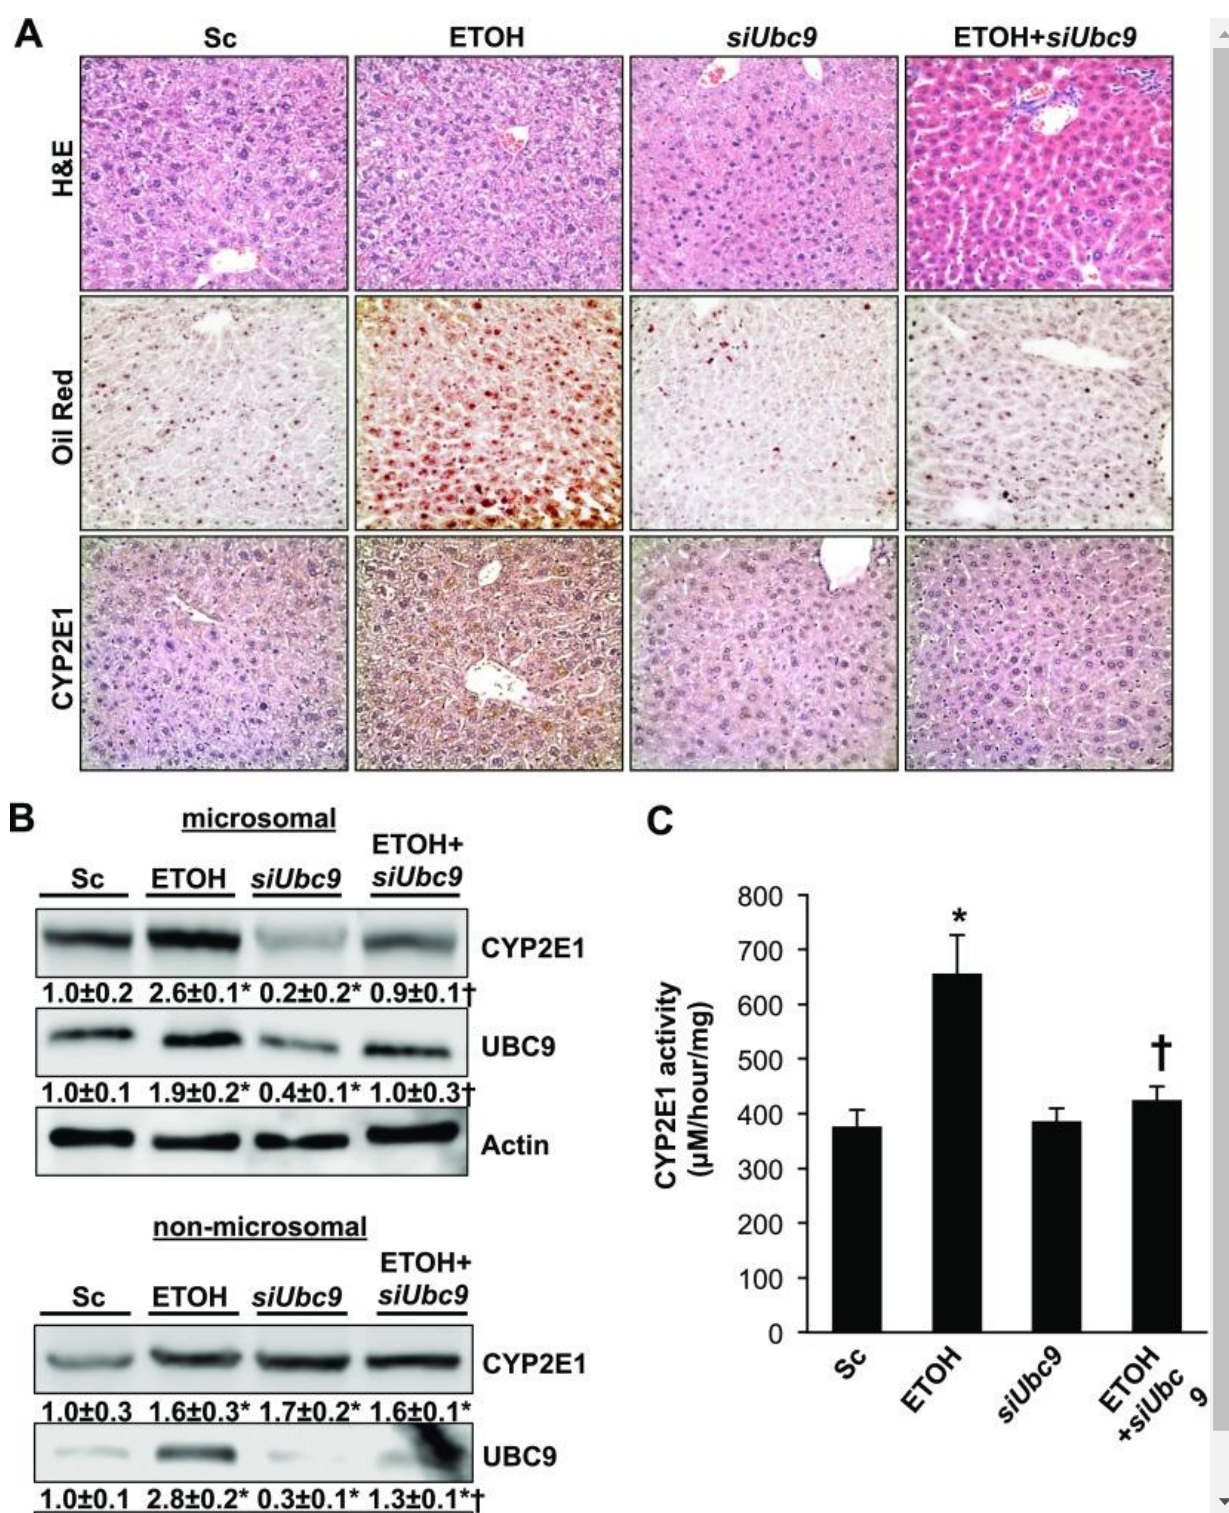 A
Sc ETOH siUbc9 ETOH+siUbc9
H&E
Oil Red
CYP2E1
B
microsomal
Sc ETOH siUbc9 ETOH+
siUbc9
CYP2E1
1.0±0.2 2.6±0.1* 0.2±0.2* 0.9±0.1†
UBC9
1.0±0.1 1.9±0.2* 0.4±0.1* 1.0±0.3†
Actin
non-microsomal
Sc ETOH siUbc9 ETOH+
siUbc9
CYP2E1
1.0±0.3 1.6±0.3* 1.7±0.2* 1.6±0.1*
UBC9
1.0±0.1 2.8±0.2* 0.3±0.1* 1.3±0.1*†
C
CYP2E1 activity
(µM/hour/mg)
800
700
600
500
400
300
200
100
0
*
†
Sc
ETOH
siUbc9
ETOH
+siUbc
9